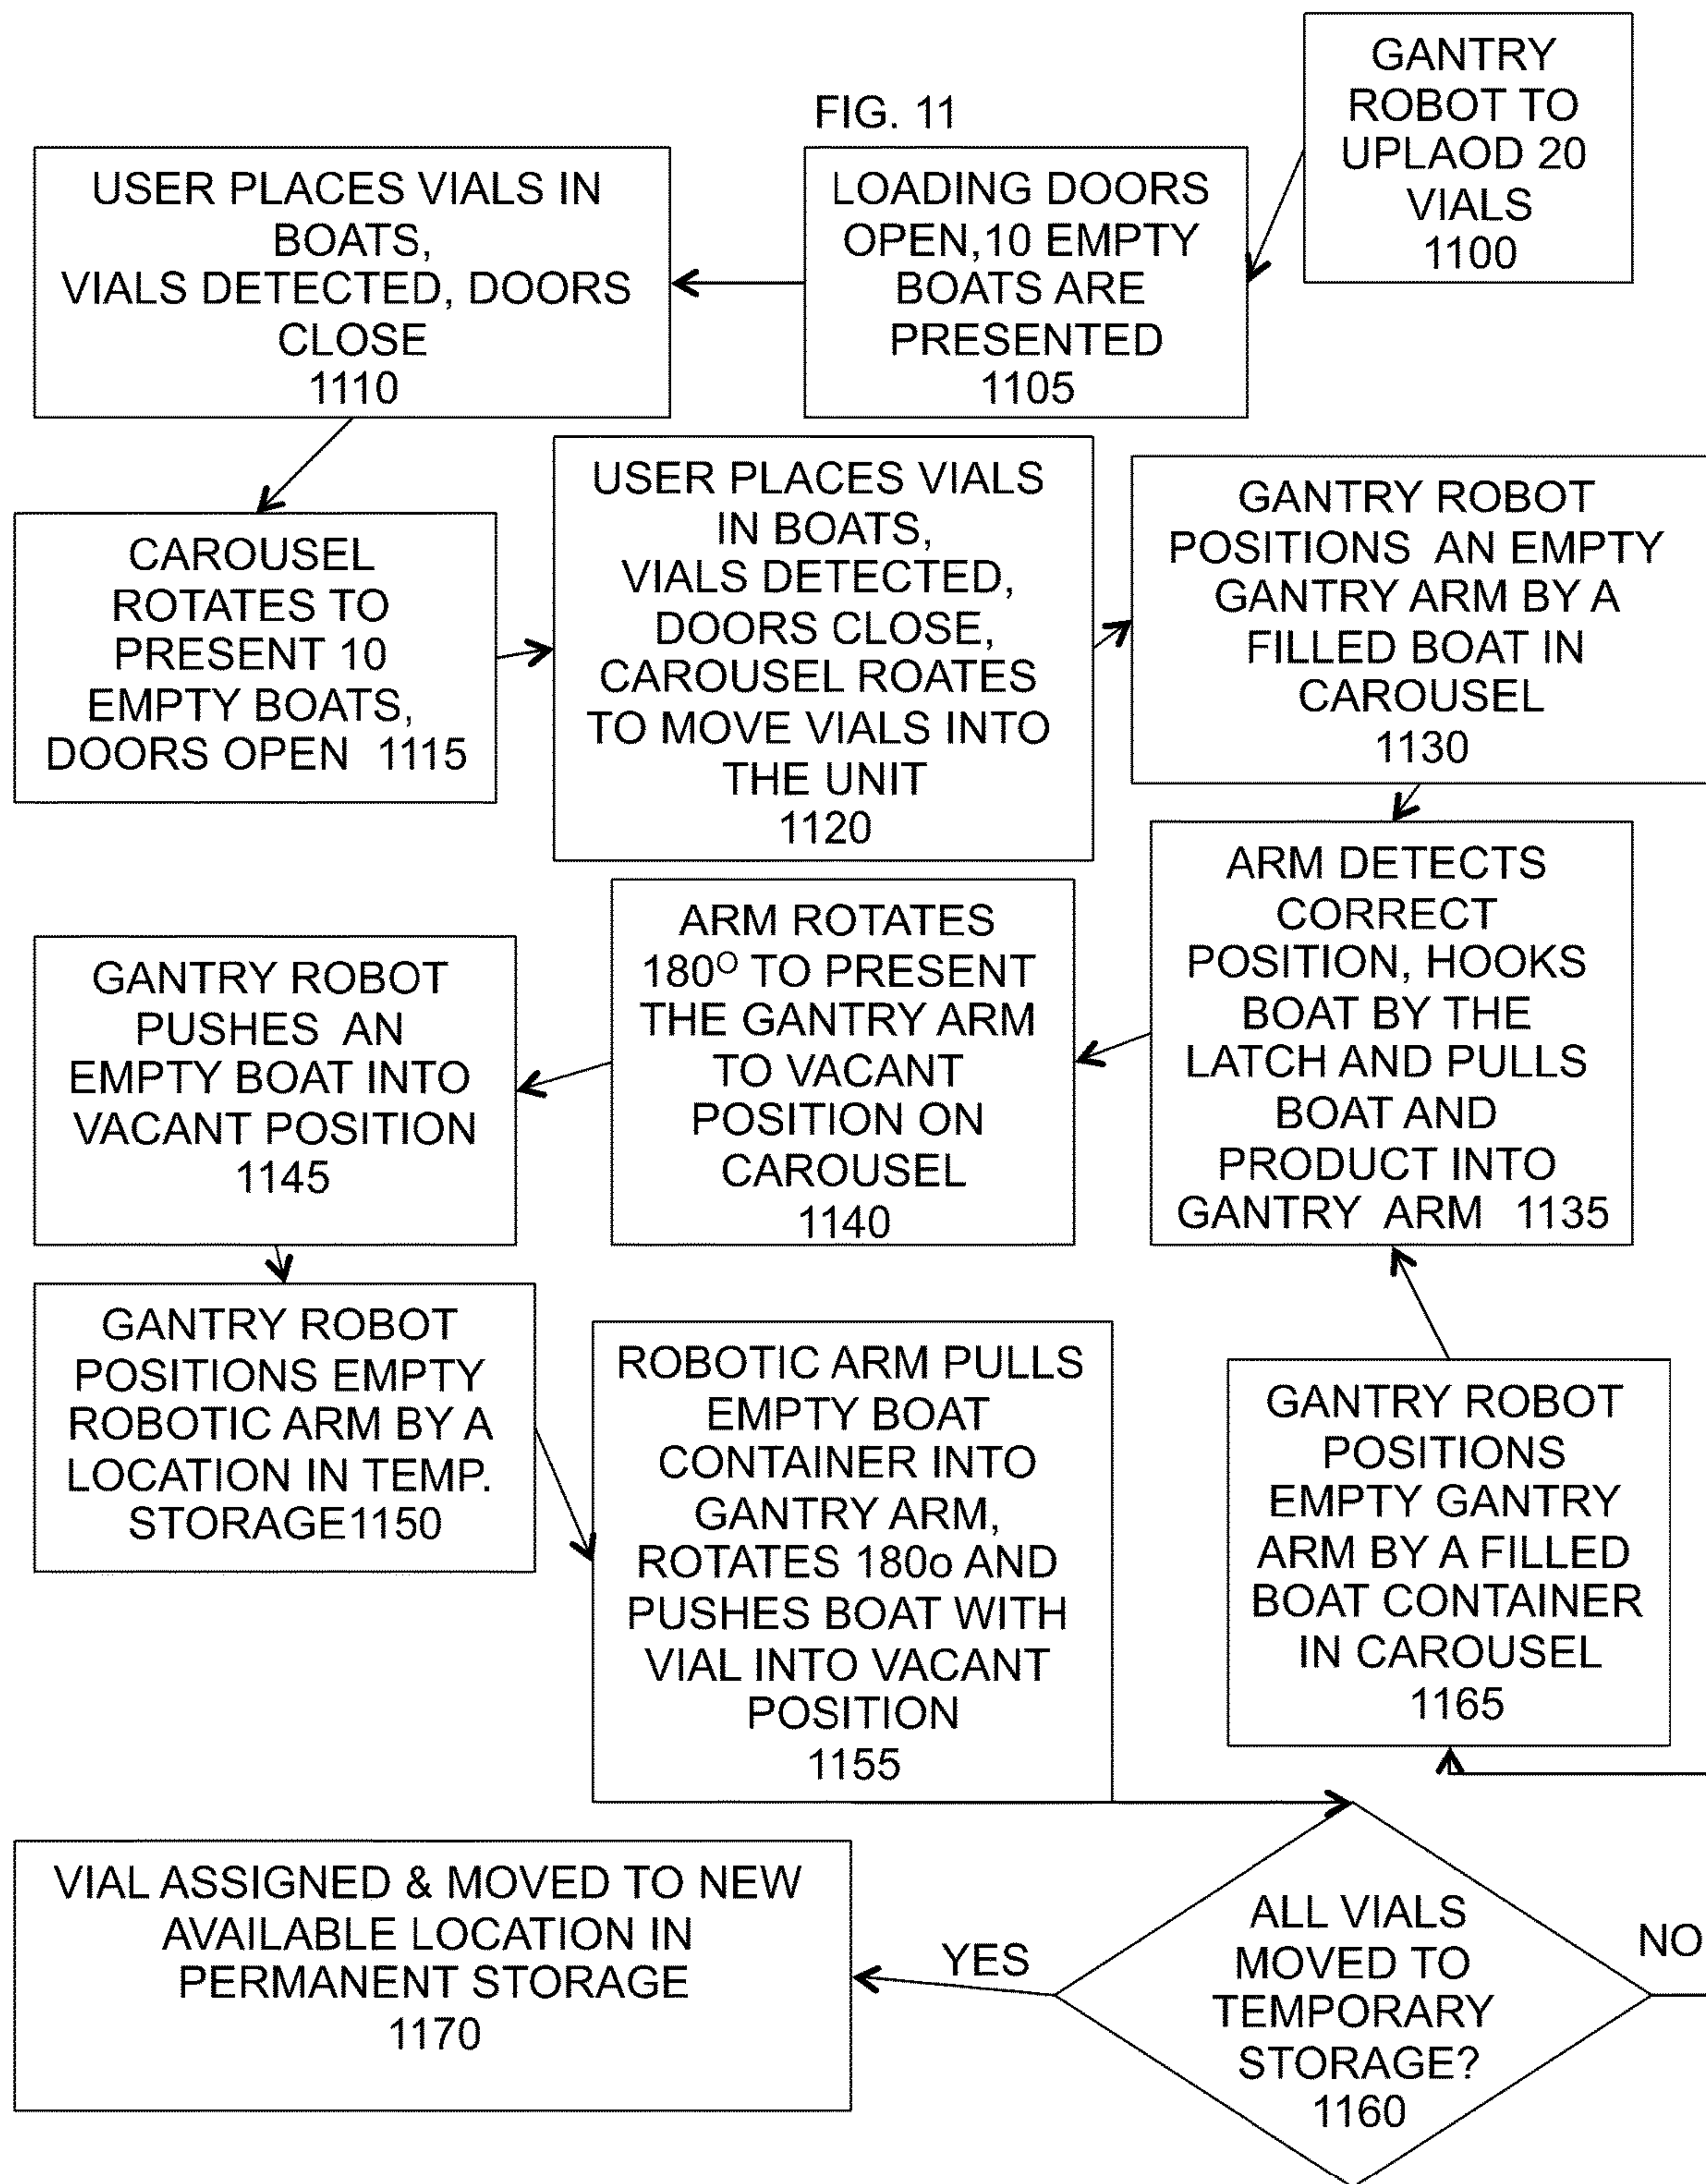 FIG. 11
GANTRY
ROBOT TO
UPLAOD 20
VIALS
1100
LOADING DOORS
OPEN,10 EMPTY
BOATS ARE
PRESENTED
1105
USER PLACES VIALS IN
BOATS,
VIALS DETECTED, DOORS
CLOSE
1110
CAROUSEL
ROTATES TO
PRESENT 10
EMPTY BOATS,
DOORS OPEN 1115
USER PLACES VIALS
IN BOATS,
VIALS DETECTED,
DOORS CLOSE,
CAROUSEL ROATES
TO MOVE VIALS INTO
THE UNIT
1120
GANTRY ROBOT
POSITIONS AN EMPTY
GANTRY ARM BY A
FILLED BOAT IN
CAROUSEL
1130
ARM DETECTS
CORRECT
POSITION, HOOKS
BOAT BY THE
LATCH AND PULLS
BOAT AND
PRODUCT INTO
GANTRY ARM 1135
ARM ROTATES
180O TO PRESENT
THE GANTRY ARM
TO VACANT
POSITION ON
CAROUSEL
1140
GANTRY ROBOT
PUSHES AN
EMPTY BOAT INTO
VACANT POSITION
1145
GANTRY ROBOT
POSITIONS EMPTY
ROBOTIC ARM BY A
LOCATION IN TEMP.
STORAGE1150
ROBOTIC ARM PULLS
EMPTY BOAT
CONTAINER INTO
GANTRY ARM,
ROTATES 180o AND
PUSHES BOAT WITH
VIAL INTO VACANT
POSITION
1155
ALL VIALS
MOVED TO
TEMPORARY
STORAGE?
1160
NO
GANTRY ROBOT
POSITIONS
EMPTY GANTRY
ARM BY A FILLED
BOAT CONTAINER
IN CAROUSEL
1165
YES
VIAL ASSIGNED & MOVED TO NEW
AVAILABLE LOCATION IN
PERMANENT STORAGE
1170